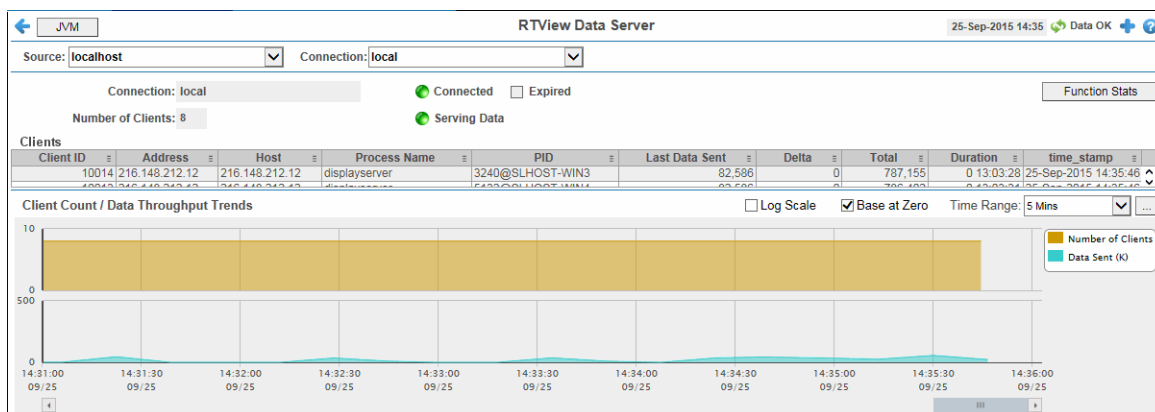 JVM RTView Data Server 25-Sep-2015 14:35 Data OK
Source: localhost Connection: local
Connection: local Connected Expired Function Stats
Number of Clients: 8 Serving Data
Clients
Client ID Address Host Process Name PID Last Data Sent Delta Total Duration time_stamp
10014 216.148.212.12 216.148.212.12 displayserver 3240@SLHOST-WIN3 82,586 0 787,155 0 13:03:28 25-Sep-2015 14:35:46
Client Count / Data Throughput Trends Log Scale Base at Zero Time Range: 5 Mins ...
10
Number of Clients
Data Sent (K)
0
500
0
14:31:00 14:31:30 14:32:00 14:32:30 14:33:00 14:33:30 14:34:00 14:34:30 14:35:00 14:35:30 14:36:00
09/25 09/25 09/25 09/25 09/25 09/25 09/25 09/25 09/25 09/25 09/25